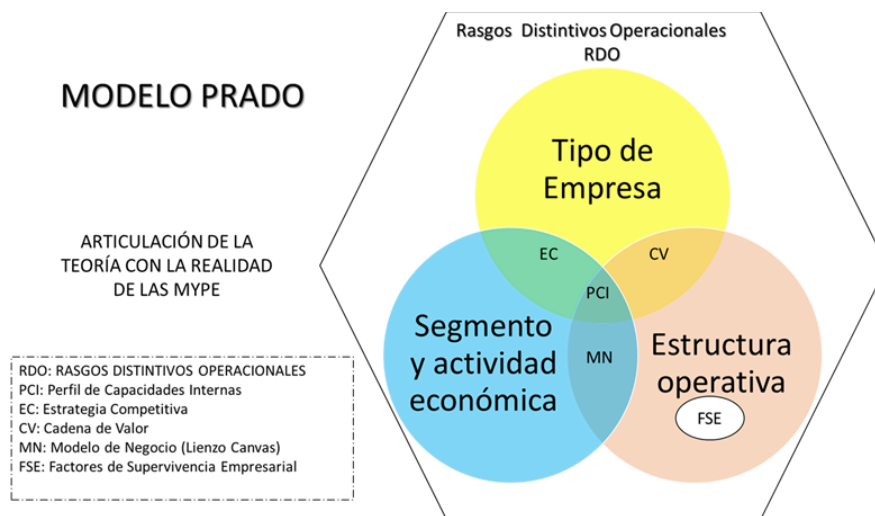 Rasgos Distintivos Operacionales
RDO
MODELO PRADO
Tipo de
Empresa
ARTICULACIÓN DE LA
TEORÍA CON LA REALIDAD
DE LAS MYPE
EC
CV
PCI
Segmento
y actividad
económica
MN
Estructura
operativa
FSE
RDO: RASGOS DISTINTIVOS OPERACIONALES
PCI: Perfil de Capacidades Internas
EC: Estrategia Competitiva
CV: Cadena de Valor
MN: Modelo de Negocio (Lienzo Canvas)
FSE: Factores de Supervivencia Empresarial